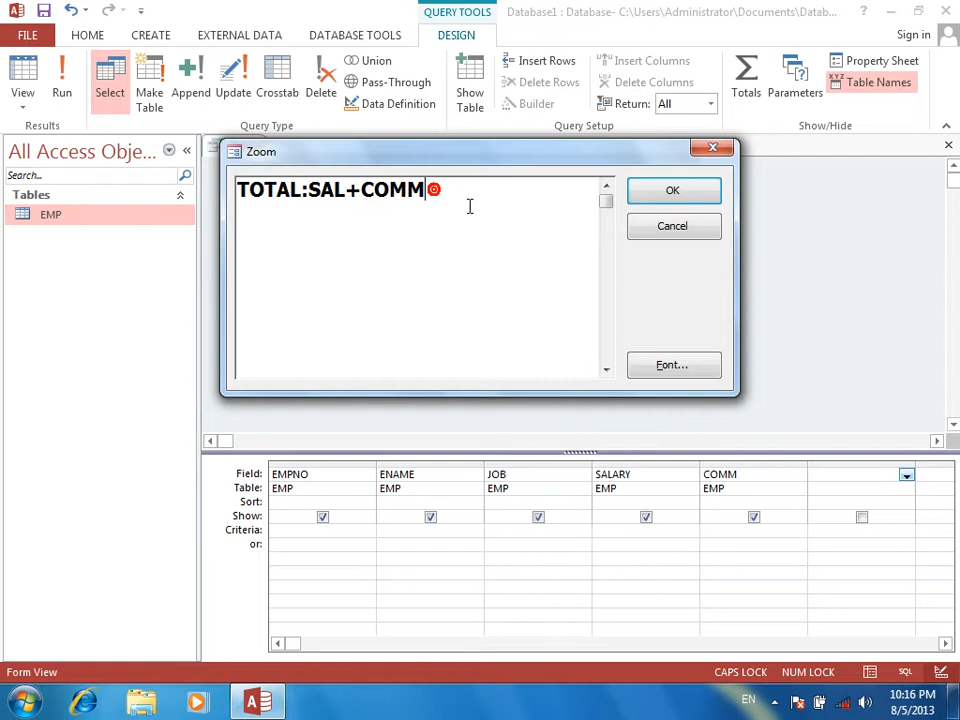 QUERY TOOLS
Database1 : Database- C:\Users\Administrator\Documents\Datab...
FILE
HOME
CREATE
EXTERNAL DATA
DATABASE TOOLS
DESIGN
Sign in
View
Run
Select
Make Table
Append
Update
Crosstab
Delete
Union
Pass-Through
Data Definition
Show Table
Insert Rows
Delete Rows
Builder
Insert Columns
Delete Columns
Return: All
Totals
Parameters
Property Sheet
Table Names
Results
Query Type
Query Setup
Show/Hide
All Access Obje...
Search...
Tables
EMP
Zoom
TOTAL:SAL+COMM
OK
Cancel
Font...
Field: EMPNO ENAME JOB SALARY COMM
Table: EMP EMP EMP EMP EMP
Sort:
Show:
Criteria:
or:
Form View
CAPS LOCK NUM LOCK
SQL
EN
10:16 PM
8/5/2013